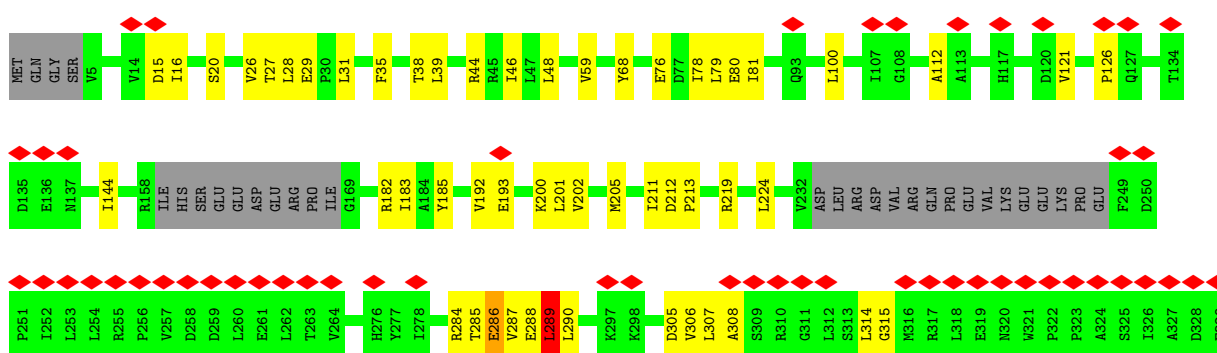 MET GLN GLY SER V5 V14 D15 I16 S20 V26 T27 L28 E29 P30 L31 F35 T38 L39 R44 R45 I46 L47 L48 V59 Y68 E76 D77 I78 L79 E80 I81 Q93 L100 I107 G108 A112 A113 H117 D120 V121 P126 Q127 T134
D135 E136 N137 I144 R158 ILE HIS SER GLU GLU ASP GLU ARG PRO ILE G169 R182 I183 A184 Y185 V192 E193 K200 L201 V202 M205 I211 D212 P213 R219 L224 V232 ASP LEU ARG ASP VAL ARG GLN PRO GLU VAL LYS GLU GLU LYS PRO GLU F249 D250
P251 I252 L253 L254 R255 P256 V257 D258 D259 L260 E261 L262 T263 V264 H276 Y277 I278 R284 T285 E286 V287 E288 L289 L290 K297 K298 D305 V306 L307 A308 S309 R310 G311 L312 S313 L314 G315 M316 R317 L318 E319 N320 W321 P322 P323 A324 S325 I326 A327 D328